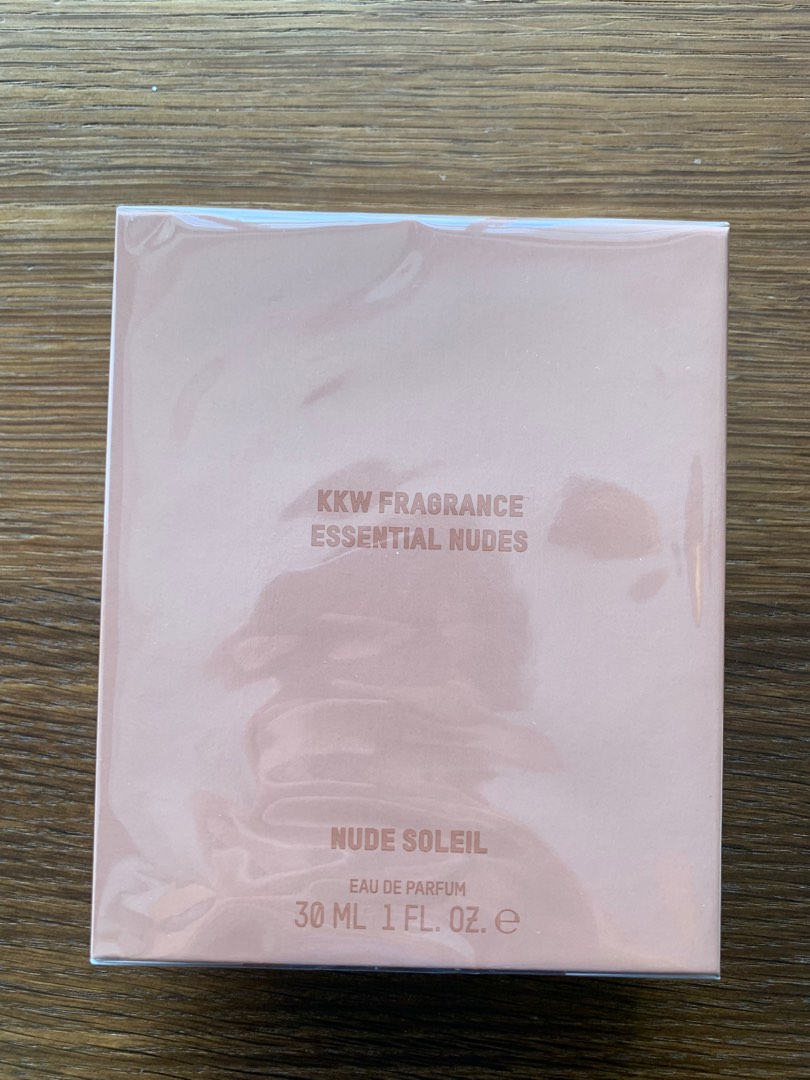 KKW FRAGRANCE
ESSENTIAL NUDES
NUDE SOLEIL
EAU DE PARFUM
30 ML 1 FL. OZ. ℮